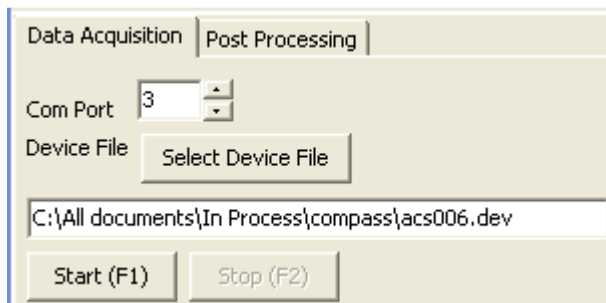 Data Acquisition Post Processing
Com Port 3
Device File Select Device File
C:\All documents\In Process\compass\acs006.dev
Start (F1) Stop (F2)